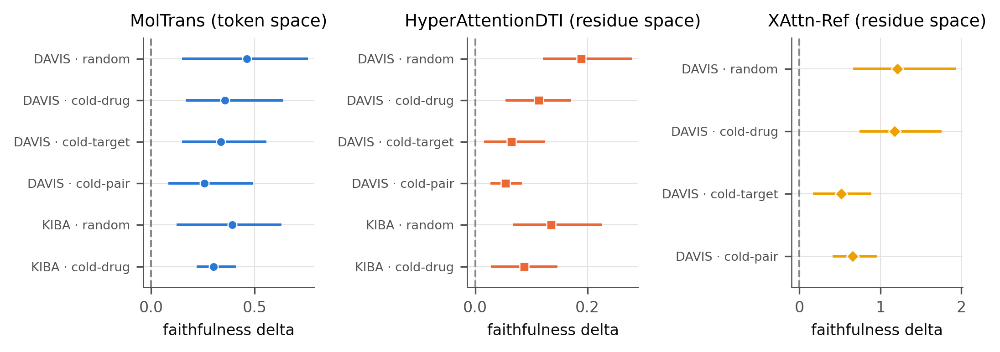 MolTrans (token space)
DAVIS · random
DAVIS · cold-drug
DAVIS · cold-target
DAVIS · cold-pair
KIBA · random
KIBA · cold-drug
0.0 0.5
faithfulness delta
HyperAttentionDTI (residue space)
DAVIS · random
DAVIS · cold-drug
DAVIS · cold-target
DAVIS · cold-pair
KIBA · random
KIBA · cold-drug
0.0 0.2
faithfulness delta
XAttn-Ref (residue space)
DAVIS · random
DAVIS · cold-drug
DAVIS · cold-target
DAVIS · cold-pair
0 1 2
faithfulness delta